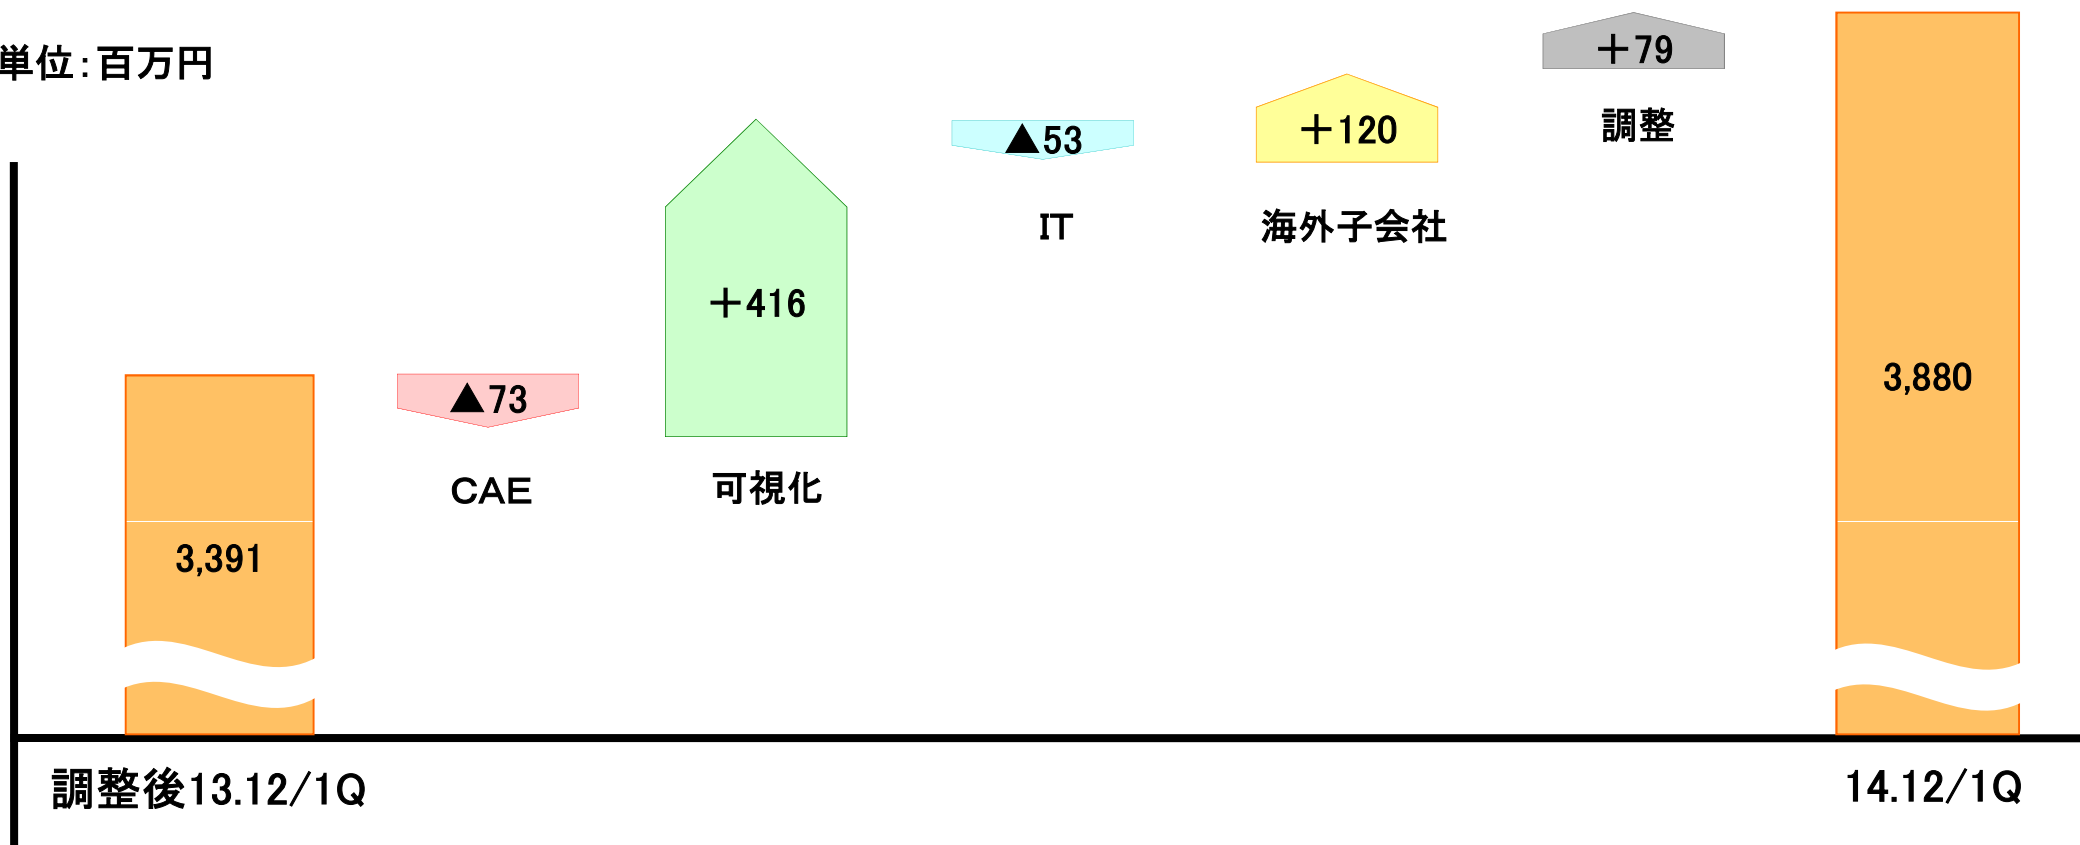 単位：百万円
＋79
調整
＋120
海外子会社
▲53
IT
＋416
可視化
▲73
CAE
3,391
3,880
調整後13.12/1Q
14.12/1Q